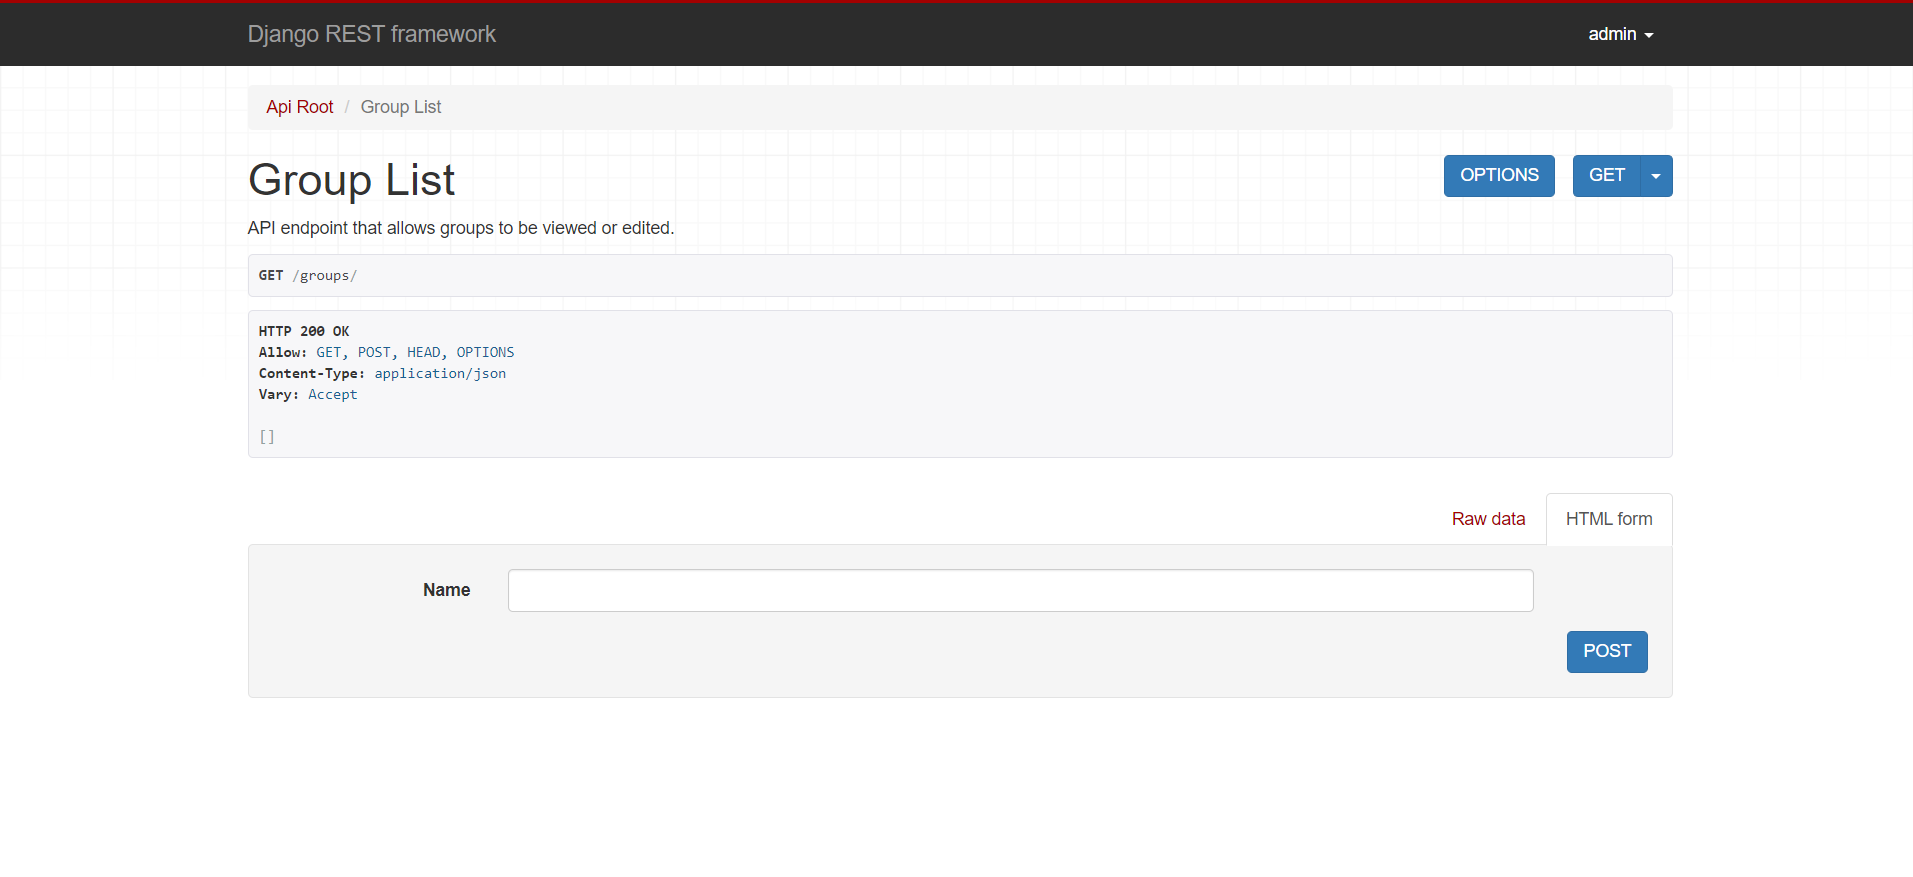 Django REST framework
admin
Api Root / Group List
Group List
OPTIONS
GET
API endpoint that allows groups to be viewed or edited.
GET /groups/
HTTP 200 OK
Allow: GET, POST, HEAD, OPTIONS
Content-Type: application/json
Vary: Accept
[]
Raw data
HTML form
Name
POST